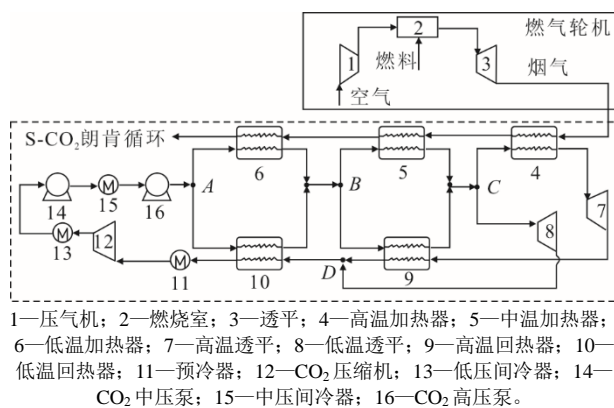 燃气轮机
2
燃料
1
3
烟气
空气
S-CO₂朗肯循环
6
5
4
A
B
C
14
15
16
7
8
13
12
11
10
D
9
1—压气机；2—燃烧室；3—透平；4—高温加热器；5—中温加热器；
6—低温加热器；7—高温透平；8—低温透平；9—高温回热器；10—
低温回热器；11—预冷器；12—CO₂压缩机；13—低压间冷器；14—
CO₂中压泵；15—中压间冷器；16—CO₂高压泵。
M
M
M